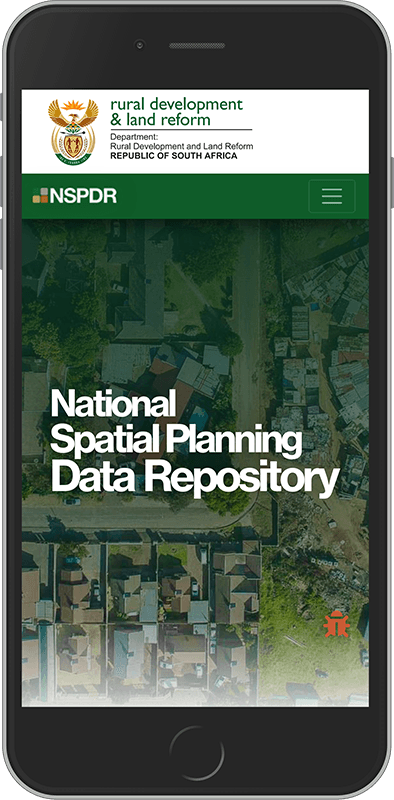 rural development
& land reform
Department:
Rural Development and Land Reform
REPUBLIC OF SOUTH AFRICA
NSPDR
National
Spatial Planning
Data Repository